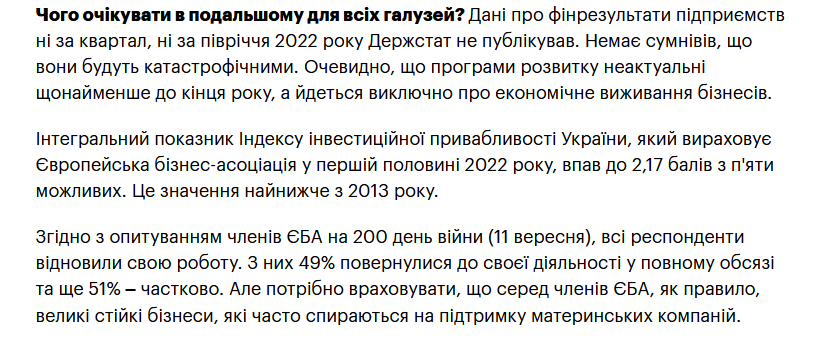 Чого очікувати в подальшому для всіх галузей? Дані про фінрезультати підприємств
ні за квартал, ні за півріччя 2022 року Держстат не публікував. Немає сумнівів, що
вони будуть катастрофічними. Очевидно, що програми розвитку неактуальні
щонайменше до кінця року, а йдеться виключно про економічне виживання бізнесів.
Інтегральний показник Індексу інвестиційної привабливості України, який вираховує
Європейська бізнес-асоціація у першій половині 2022 року, впав до 2,17 балів з п'яти
можливих. Це значення найнижче з 2013 року.
Згідно з опитуванням членів ЄБА на 200 день війни (11 вересня), всі респонденти
відновили свою роботу. З них 49% повернулися до своєї діяльності у повному обсязі
та ще 51% – частково. Але потрібно враховувати, що серед членів ЄБА, як правило,
великі стійкі бізнеси, які часто спираються на підтримку материнських компаній.